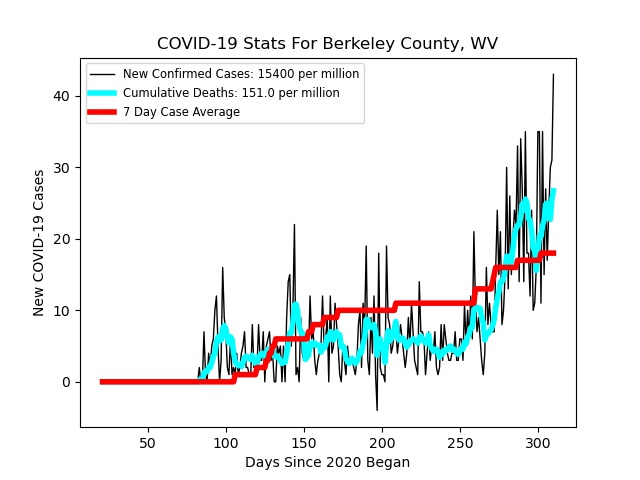 COVID-19 Stats For Berkeley County, WV
New Confirmed Cases: 15400 per million
Cumulative Deaths: 151.0 per million
7 Day Case Average
New COVID-19 Cases
40
30
20
10
0
50 100 150 200 250 300
Days Since 2020 Began